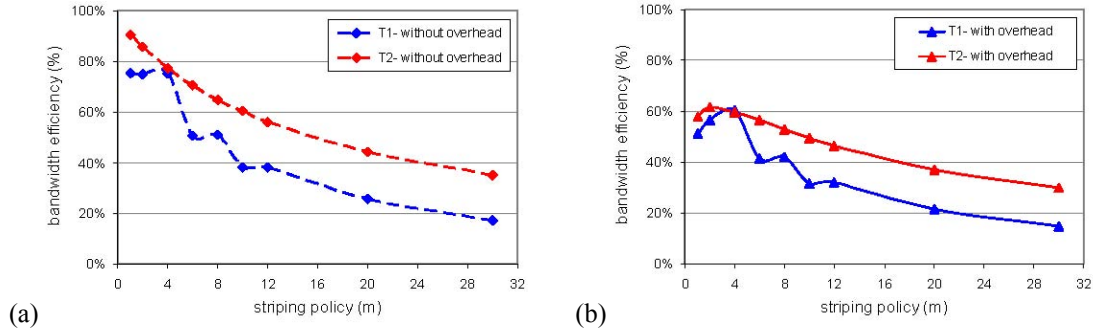 100%
80%
60%
40%
20%
0%
bandwidth efficiency (%)
T1- without overhead
T2- without overhead
0 4 8 12 16 20 24 28 32
striping policy (m)
(a)
100%
80%
60%
40%
20%
0%
bandwidth efficiency (%)
T1- with overhead
T2- with overhead
0 4 8 12 16 20 24 28 32
striping policy (m)
(b)